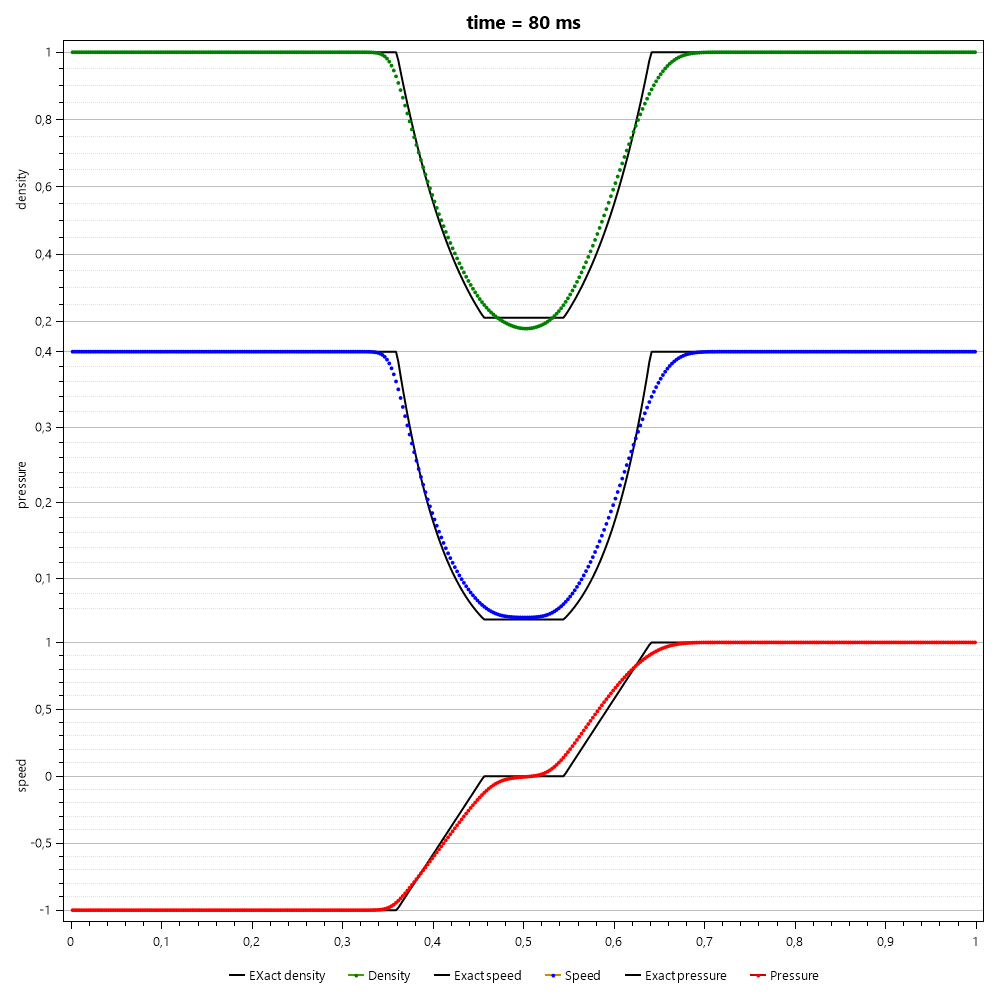 time = 80 ms
1
0,8
0,6
0,4
0,2
density
0,4
0,3
0,2
0,1
pressure
1
0,5
0
-0,5
-1
speed
0 0,1 0,2 0,3 0,4 0,5 0,6 0,7 0,8 0,9 1
EXact density Density Exact speed Speed Exact pressure Pressure